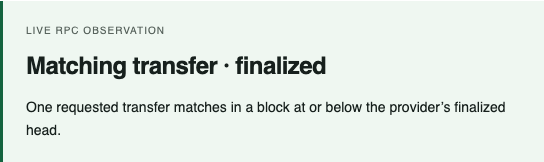 LIVE RPC OBSERVATION
Matching transfer · finalized
One requested transfer matches in a block at or below the provider’s finalized
head.